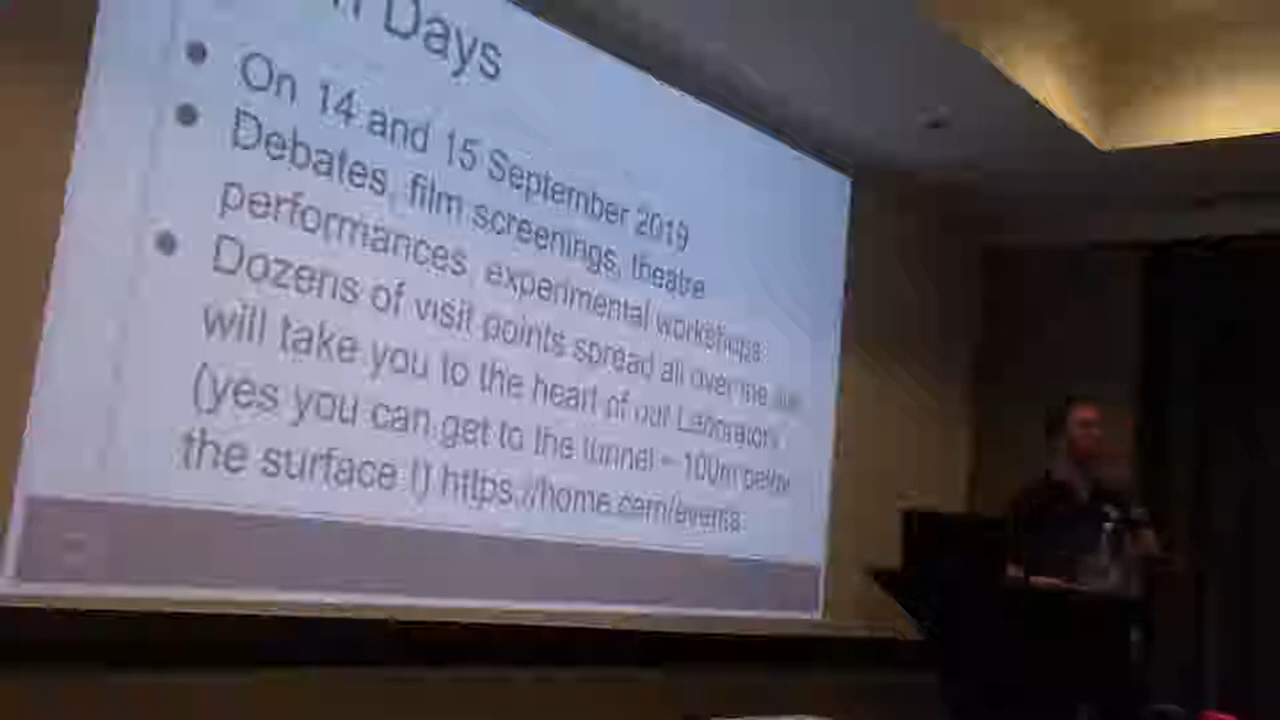 Days
On 14 and 15 September 2019
Debates, film screenings, theatre
performances, experimental workshops
Dozens of visit points spread all over
will take you to the heart of our Laboratory
(yes you can get to the tunnel – 100m below
the surface !) https://home.cern/events